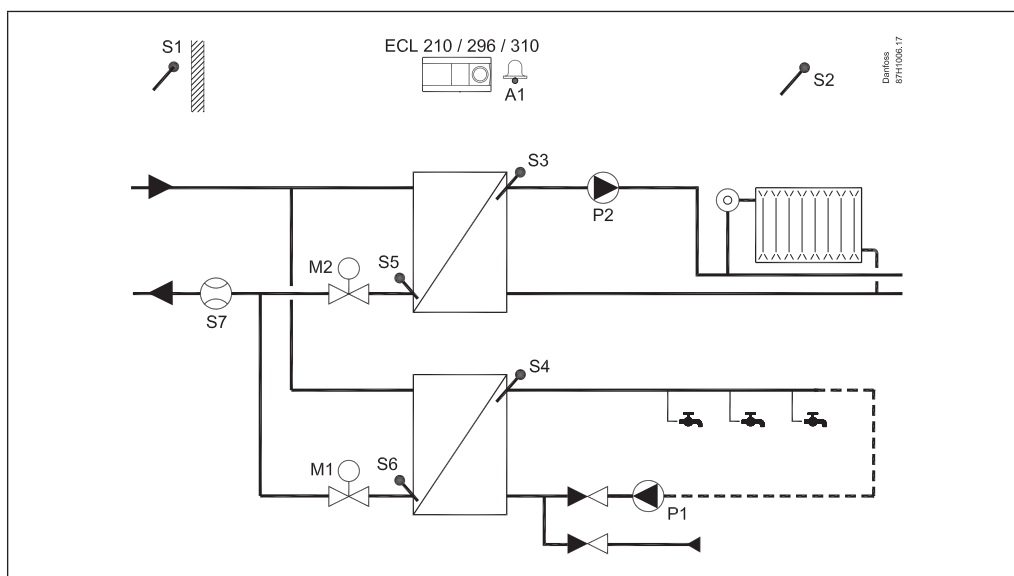 S1
ECL 210 / 296 / 310
A1
S2
Danfoss
87H1006.17
S3
P2
M2
S5
S7
S4
M1
S6
P1